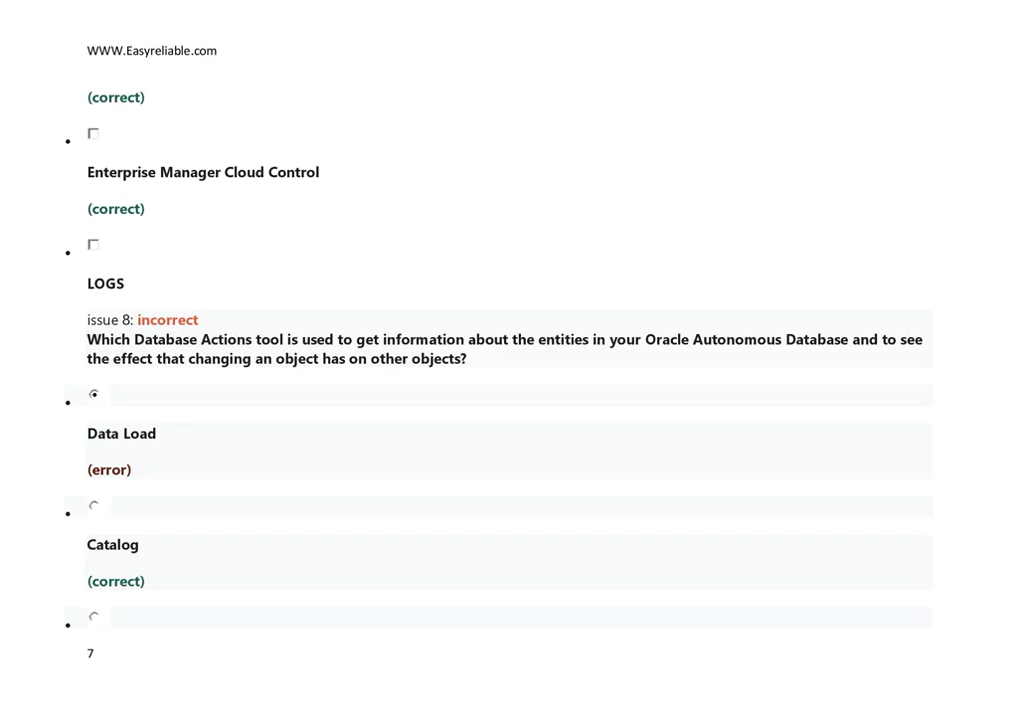 WWW.Easyreliable.com
(correct)
Enterprise Manager Cloud Control
(correct)
LOGS
issue 8: incorrect
Which Database Actions tool is used to get information about the entities in your Oracle Autonomous Database and to see
the effect that changing an object has on other objects?
Data Load
(error)
Catalog
(correct)
7